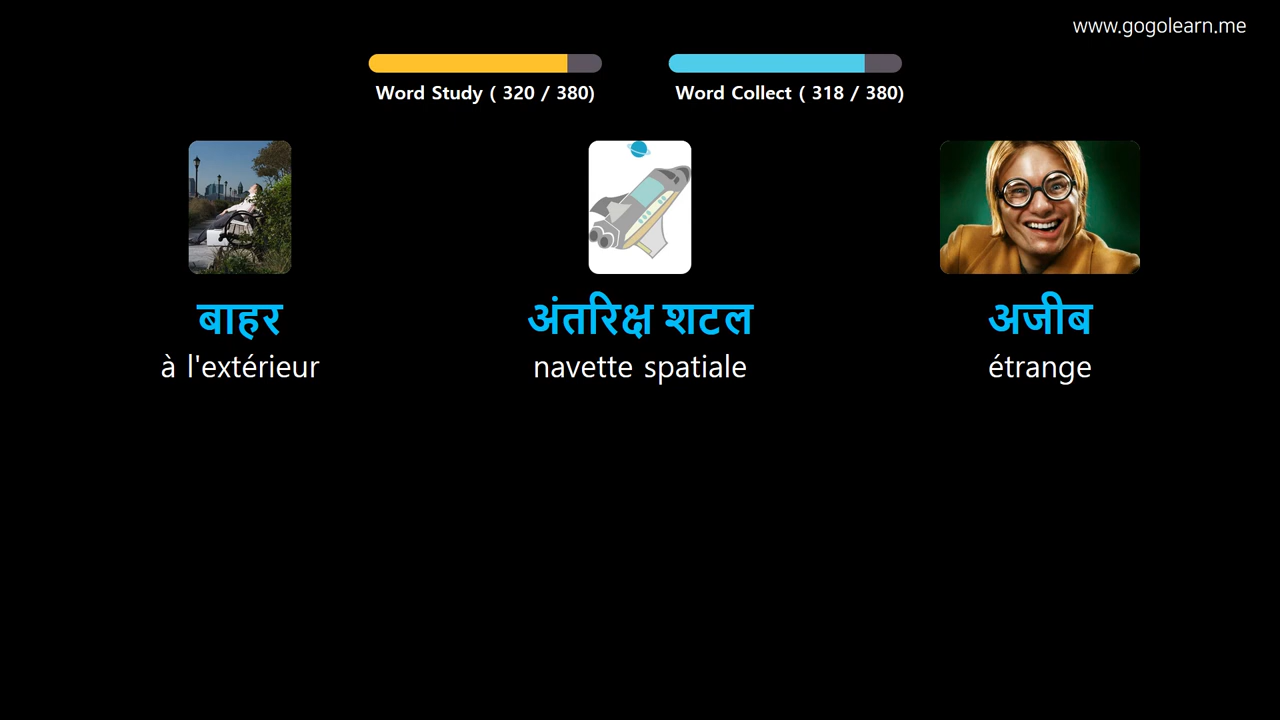 www.gogolearn.me
Word Study ( 320 / 380)
Word Collect ( 318 / 380)
बाहर
à l'extérieur
अंतरिक्ष शटल
navette spatiale
अजीब
étrange